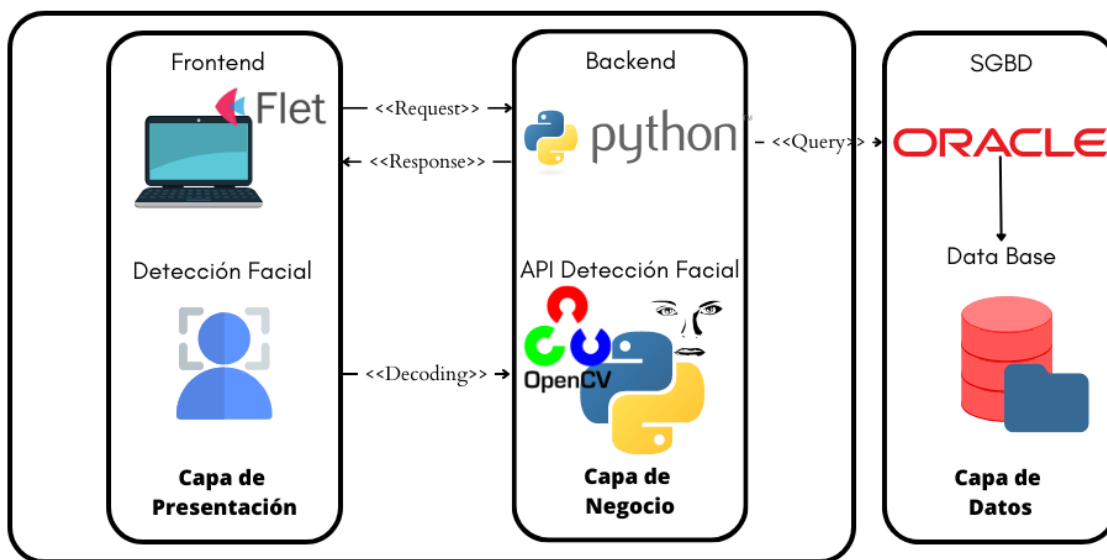 Frontend
Flet
<<Request>>
<<Response>>
Detección Facial
<<Decoding>>
Capa de
Presentación
Backend
python™
<<Query>>
API Detección Facial
OpenCV
Capa de
Negocio
SGBD
ORACLE
Data Base
Capa de
Datos